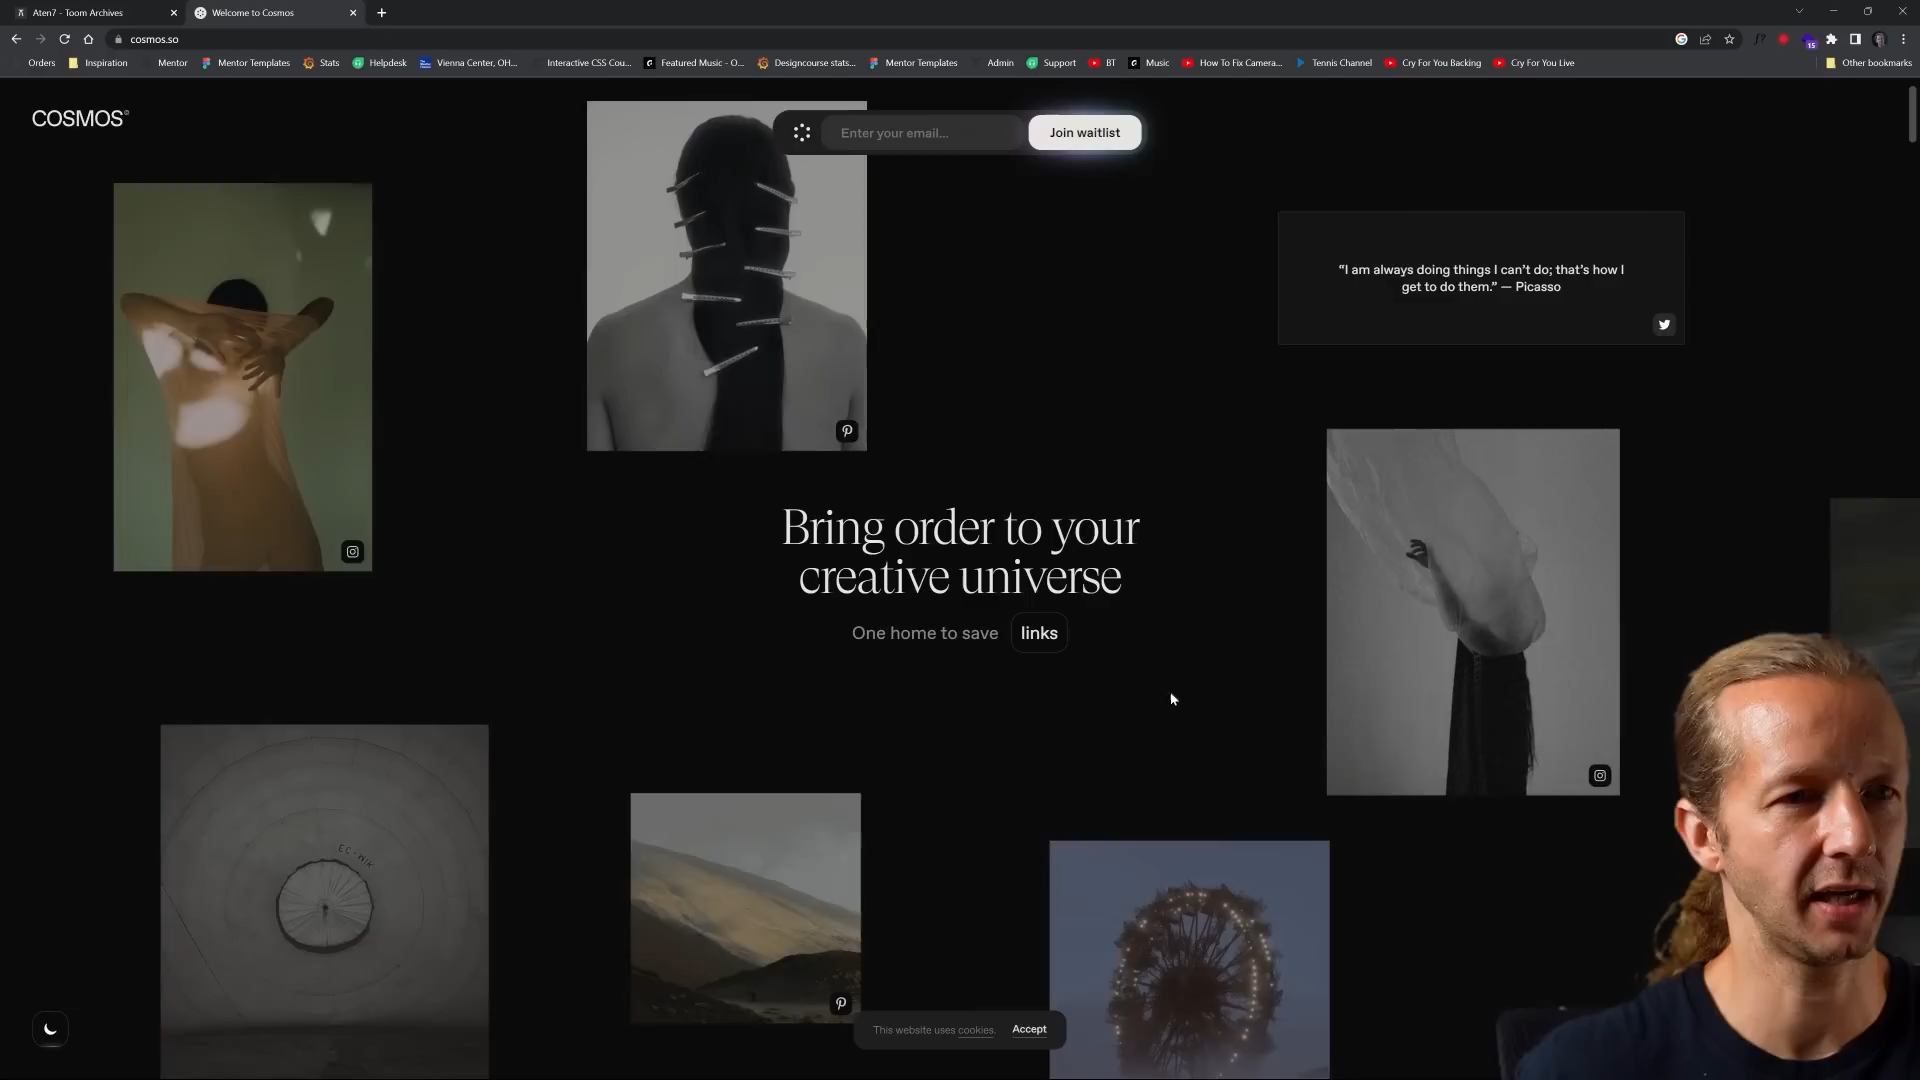 Aten7 - Toom Archives
Welcome to Cosmos
cosmos.so
15
Orders
Inspiration
Mentor
Mentor Templates
Stats
Helpdesk
Vienna Center, OH...
Interactive CSS Cou...
Featured Music - O...
Designcourse stats...
Mentor Templates
Admin
Support
BT
Music
How To Fix Camera...
Tennis Channel
Cry For You Backing
Cry For You Live
Other bookmarks
COSMOS©
Enter your email...
Join waitlist
“I am always doing things I can’t do; that’s how I
get to do them.” — Picasso
Bring order to your
creative universe
One home to save links
EC-WIK
This website uses cookies. Accept